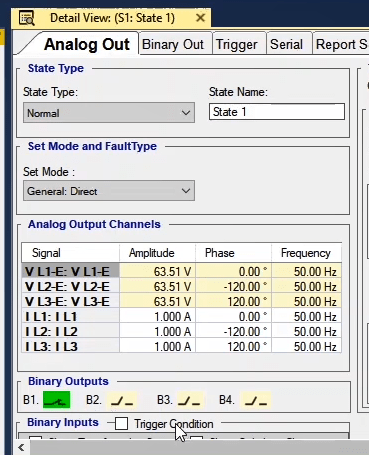 Detail View: (S1: State 1)
Analog Out Binary Out Trigger Serial Report S
State Type
State Type: State Name:
Normal State 1
Set Mode and FaultType
Set Mode :
General: Direct
Analog Output Channels
Signal Amplitude Phase Frequency
V L1-E: V L1-E 63.51 V 0.00 ° 50.00 Hz
V L2-E: V L2-E 63.51 V -120.00 ° 50.00 Hz
V L3-E: V L3-E 63.51 V 120.00 ° 50.00 Hz
I L1: I L1 1.000 A 0.00 ° 50.00 Hz
I L2: I L2 1.000 A -120.00 ° 50.00 Hz
I L3: I L3 1.000 A 120.00 ° 50.00 Hz
Binary Outputs
B1. B2. B3. B4.
Binary Inputs Trigger Condition